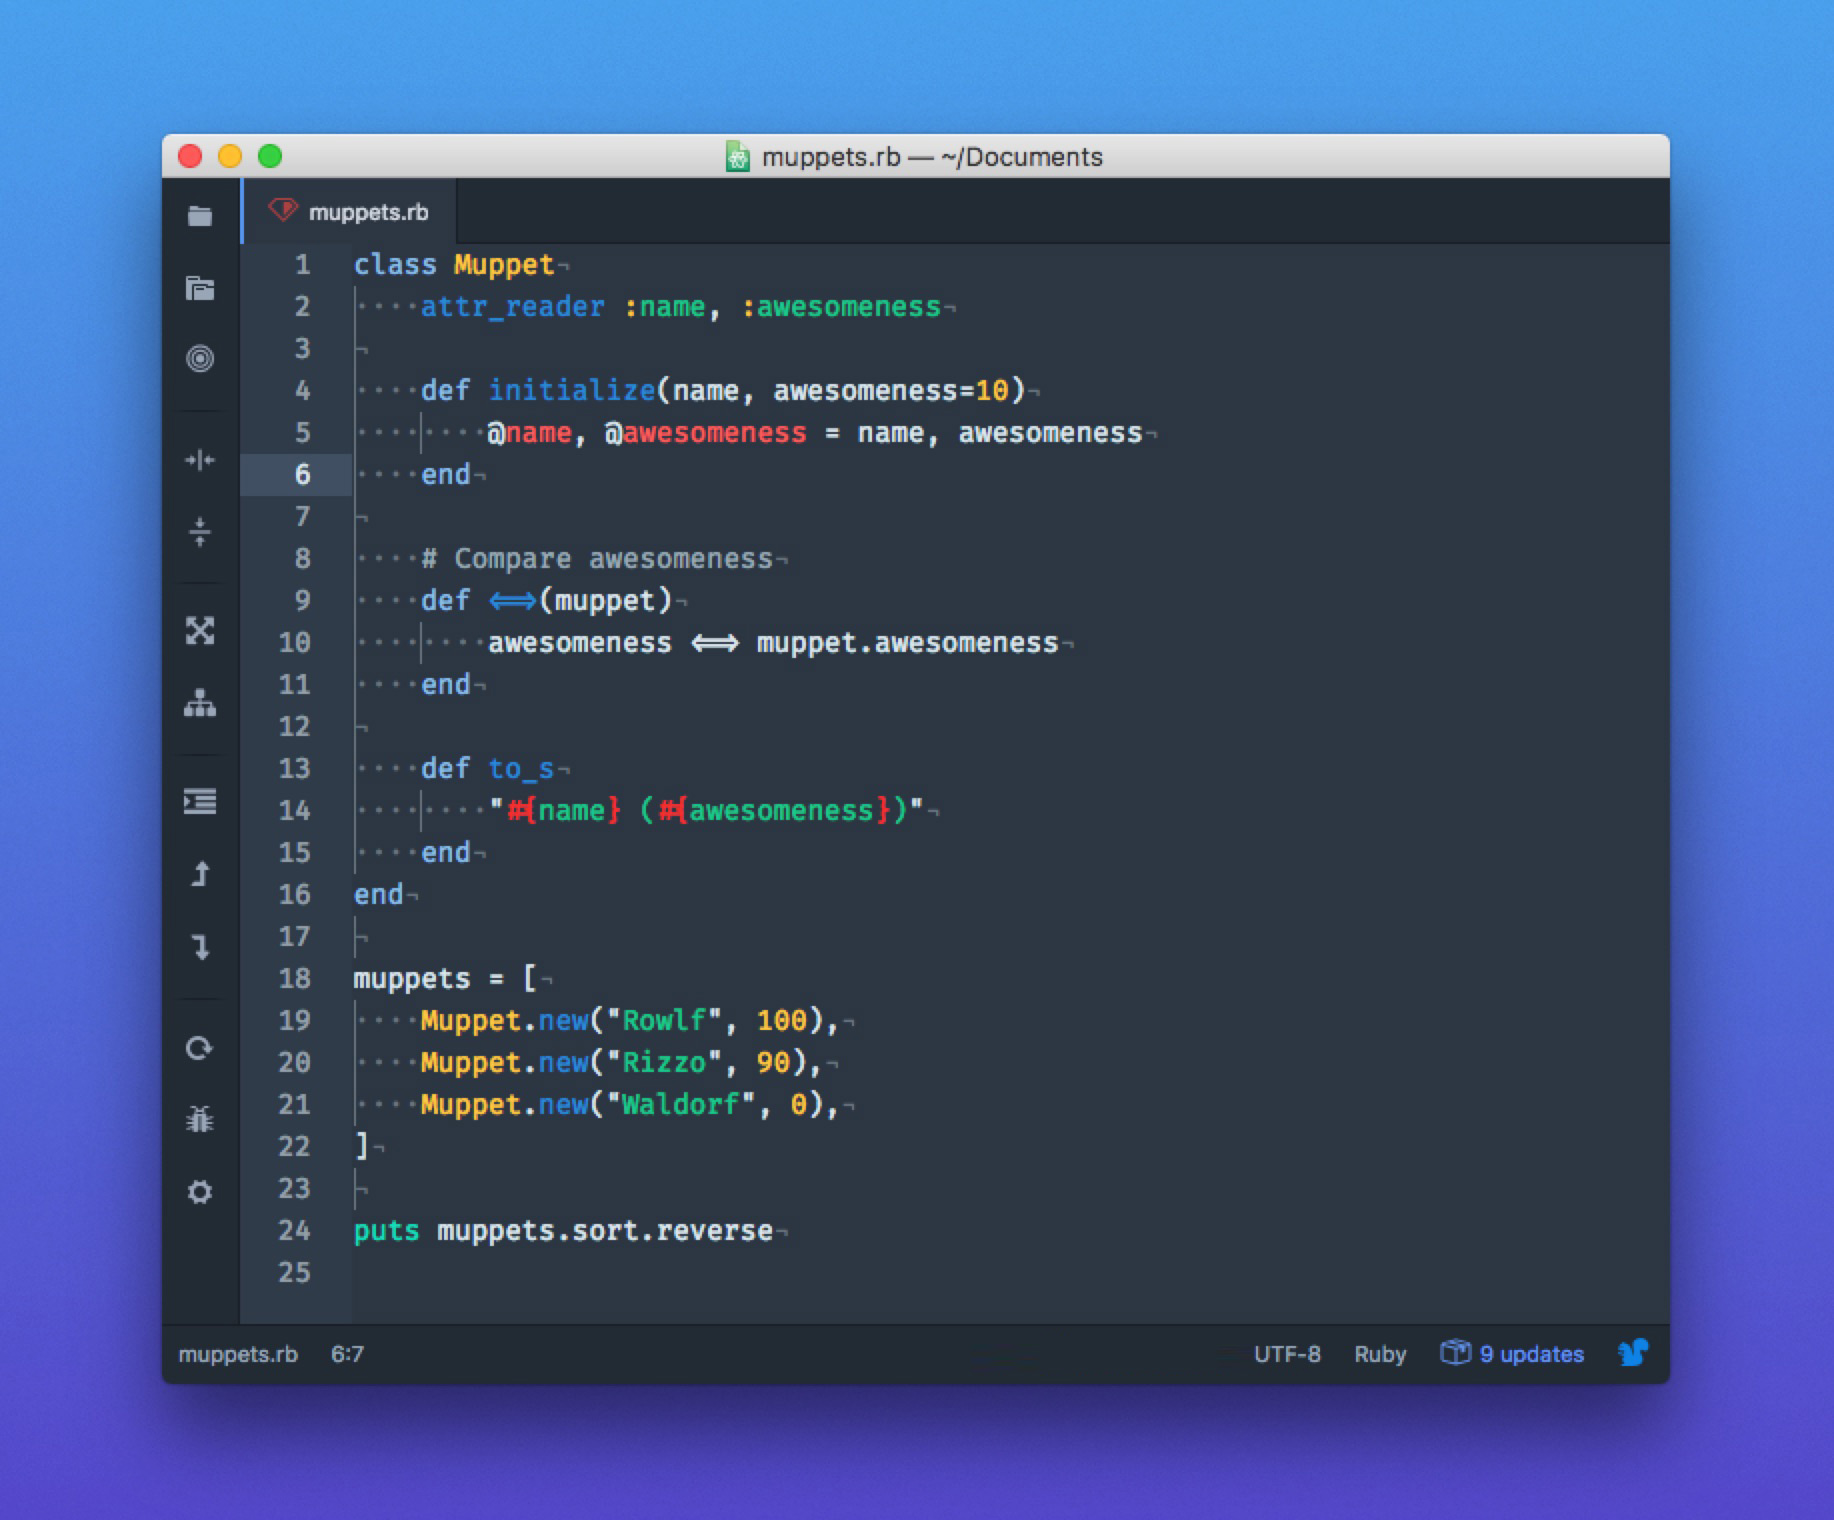 muppets.rb — ~/Documents
muppets.rb
1 class Muppet¬
2 ····attr_reader :name, :awesomeness¬
3 ¬
4 ····def initialize(name, awesomeness=10)¬
5 ········@name, @awesomeness = name, awesomeness¬
6 ····end¬
7 ¬
8 ····# Compare awesomeness¬
9 ····def <=>(muppet)¬
10 ········awesomeness <=> muppet.awesomeness¬
11 ····end¬
12 ¬
13 ····def to_s¬
14 ········"#{name} (#{awesomeness})"¬
15 ····end¬
16 end¬
17 ¬
18 muppets = [¬
19 ····Muppet.new("Rowlf", 100),¬
20 ····Muppet.new("Rizzo", 90),¬
21 ····Muppet.new("Waldorf", 0),¬
22 ]¬
23 ¬
24 puts muppets.sort.reverse¬
25
muppets.rb 6:7 UTF-8 Ruby 9 updates